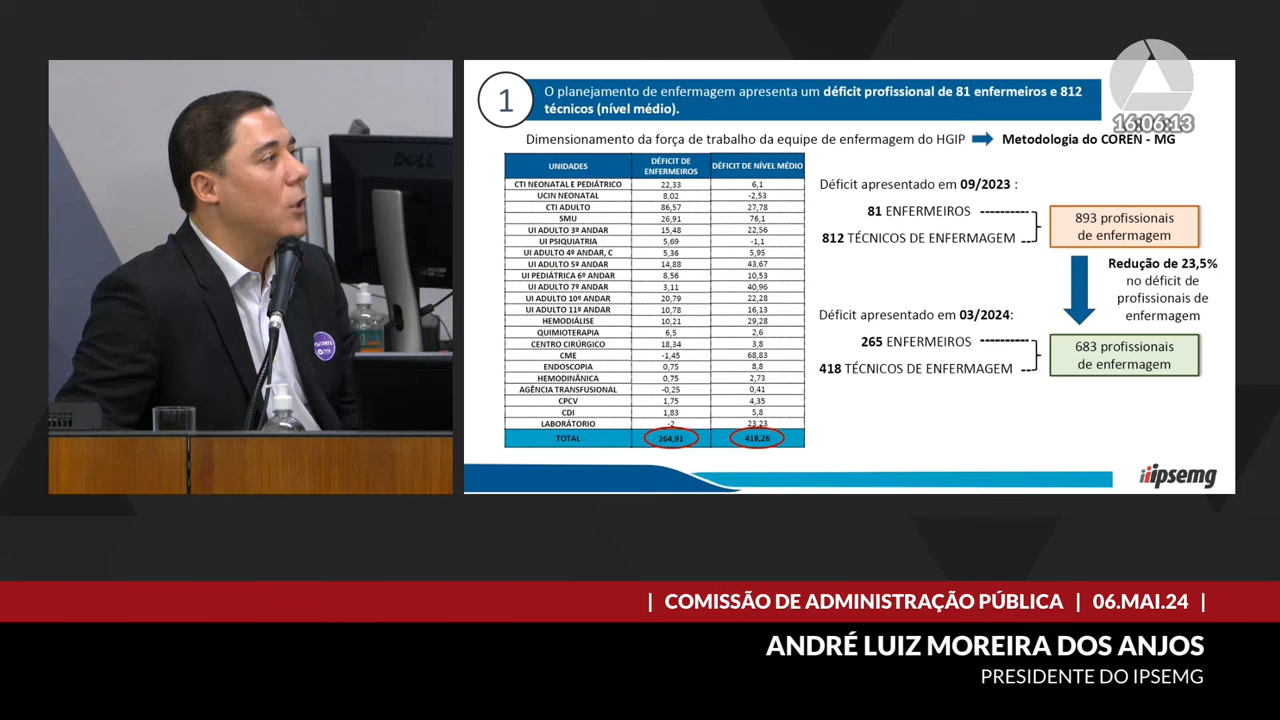 DELL
1
O planejamento de enfermagem apresenta um déficit profissional de 81 enfermeiros e 812
técnicos (nível médio).
16:06:13
Dimensionamento da força de trabalho da equipe de enfermagem do HGIP Metodologia do COREN - MG
UNIDADES DÉFICIT DE ENFERMEIROS DÉFICIT DE NÍVEL MÉDIO
CTI NEONATAL E PEDIÁTRICO 22,33 6,1
UCIN NEONATAL 8,02 -2,53
CTI ADULTO 86,57 27,78
SMU 26,91 76,1
UI ADULTO 3º ANDAR 15,48 22,56
UI PSIQUIATRIA 5,69 -1,1
UI ADULTO 4º ANDAR, C 5,36 5,95
UI ADULTO 5º ANDAR 14,88 43,67
UI PEDIÁTRICA 6º ANDAR 8,56 10,53
UI ADULTO 7º ANDAR 3,11 40,96
UI ADULTO 10º ANDAR 20,79 22,28
UI ADULTO 11º ANDAR 10,78 16,13
HEMODIÁLISE 10,21 29,28
QUIMIOTERAPIA 6,5 2,6
CENTRO CIRÚRGICO 18,34 3,8
CME -1,45 68,83
ENDOSCOPIA 0,75 8,8
HEMODINÂMICA 0,75 2,73
AGÊNCIA TRANSFUSIONAL -0,25 0,41
CPCV 1,75 4,35
CDI 1,83 5,8
LABORATÓRIO -2 23,23
TOTAL 264,91 418,26
Déficit apresentado em 09/2023 :
81 ENFERMEIROS
812 TÉCNICOS DE ENFERMAGEM
893 profissionais
de enfermagem
Redução de 23,5%
no déficit de
profissionais de
enfermagem
Déficit apresentado em 03/2024:
265 ENFERMEIROS
418 TÉCNICOS DE ENFERMAGEM
683 profissionais
de enfermagem
ipsemg
| COMISSÃO DE ADMINISTRAÇÃO PÚBLICA | 06.MAI.24 |
ANDRÉ LUIZ MOREIRA DOS ANJOS
PRESIDENTE DO IPSEMG